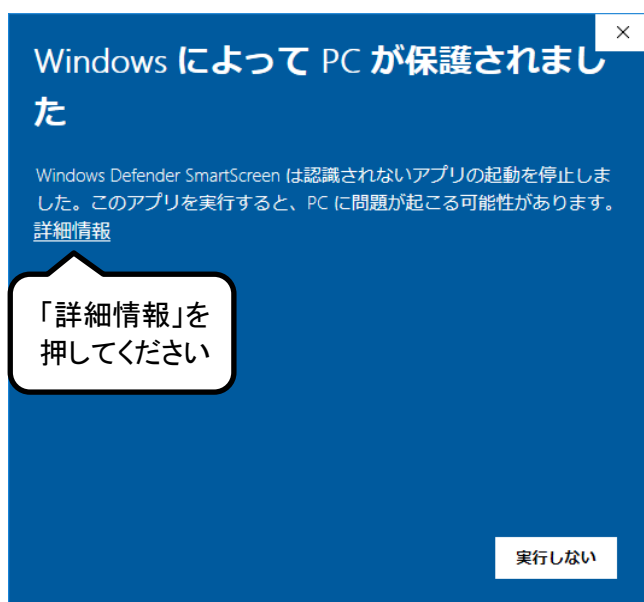 Windows によって PC が保護されまし
た
Windows Defender SmartScreen は認識されないアプリの起動を停止しま
した。このアプリを実行すると、PC に問題が起こる可能性があります。
詳細情報
「詳細情報」を
押してください
実行しない